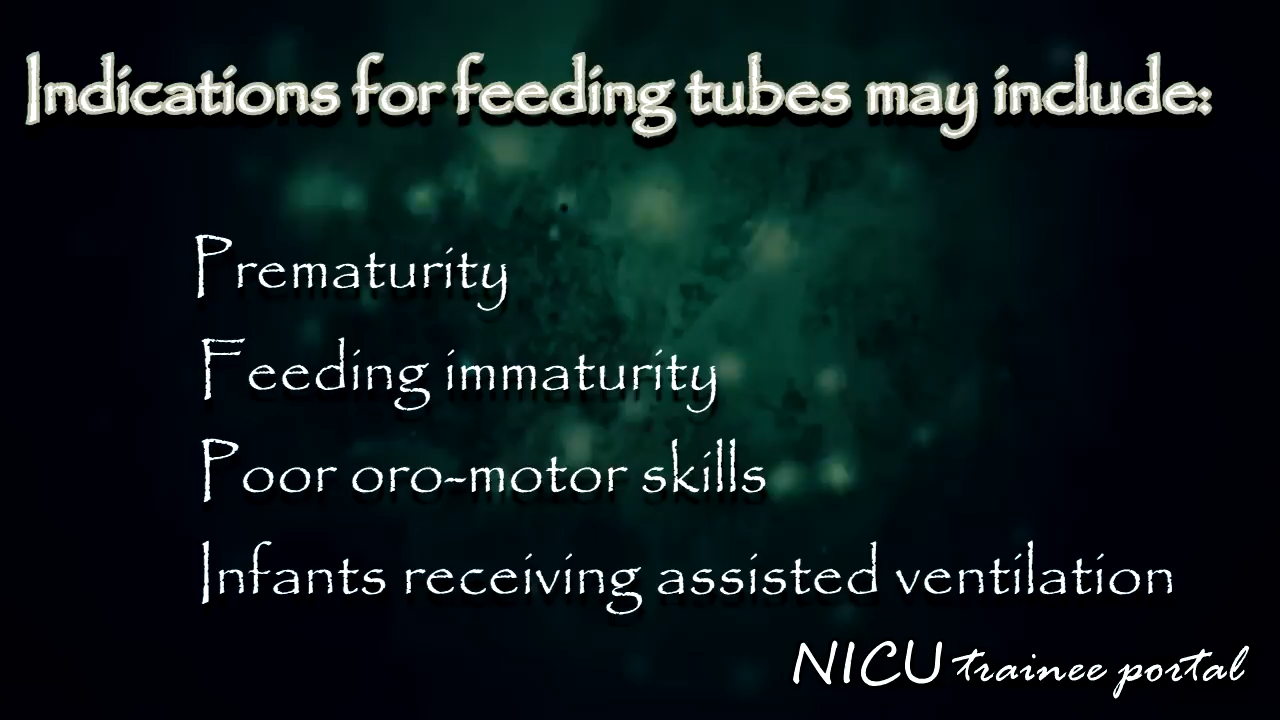 Indications for feeding tubes may include:
Prematurity
Feeding immaturity
Poor oro-motor skills
Infants receiving assisted ventilation
NICU trainee portal